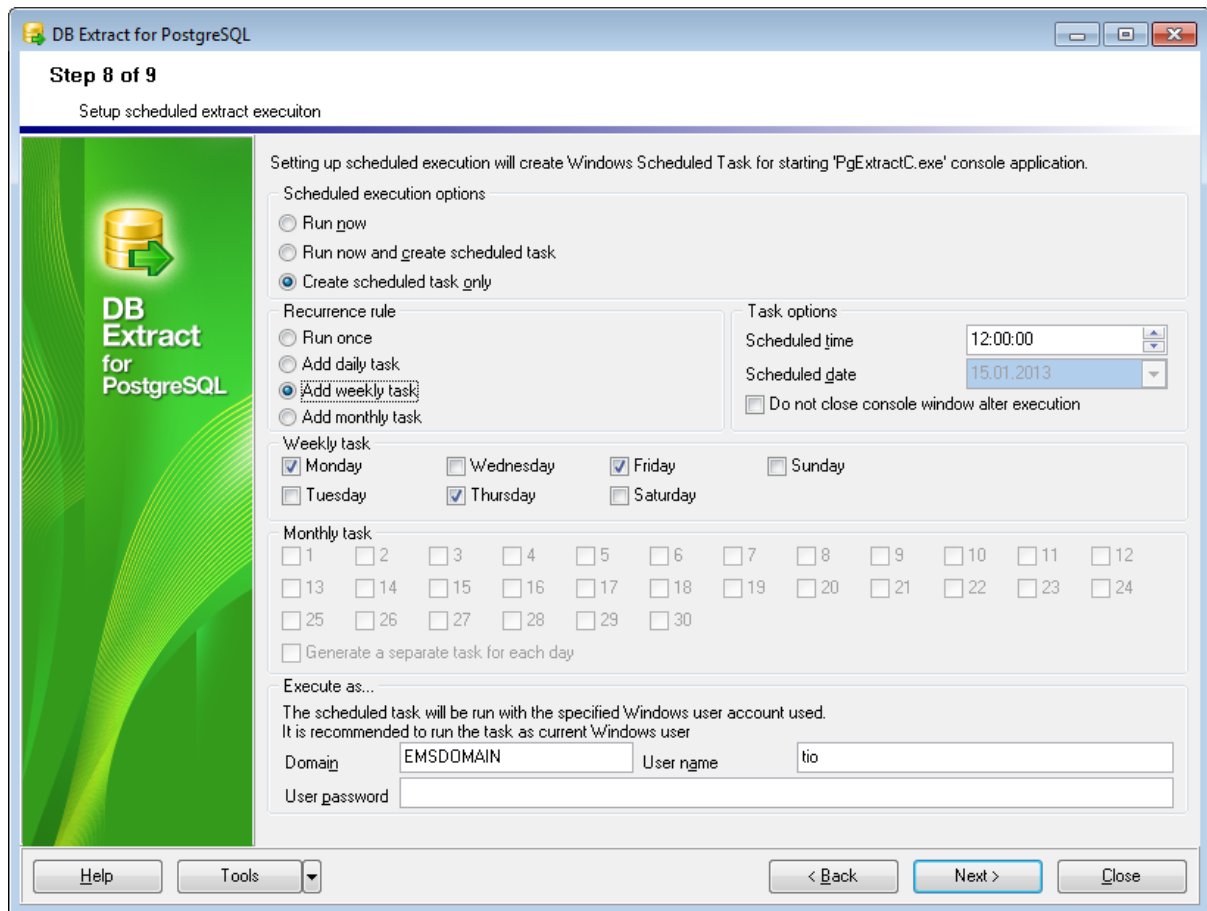 DB Extract for PostgreSQL
Step 8 of 9
Setup scheduled extract execuiton
DB
Extract
for
PostgreSQL
Setting up scheduled execution will create Windows Scheduled Task for starting 'PgExtractC.exe' console application.
Scheduled execution options
Run now
Run now and create scheduled task
Create scheduled task only
Recurrence rule
Run once
Add daily task
Add weekly task
Add monthly task
Task options
Scheduled time 12:00:00
Scheduled date 15.01.2013
Do not close console window alter execution
Weekly task
Monday Wednesday Friday Sunday
Tuesday Thursday Saturday
Monthly task
1 2 3 4 5 6 7 8 9 10 11 12
13 14 15 16 17 18 19 20 21 22 23 24
25 26 27 28 29 30
Generate a separate task for each day
Execute as...
The scheduled task will be run with the specified Windows user account used.
It is recommended to run the task as current Windows user
Domain EMSDOMAIN User name tio
User password
Help Tools < Back Next > Close